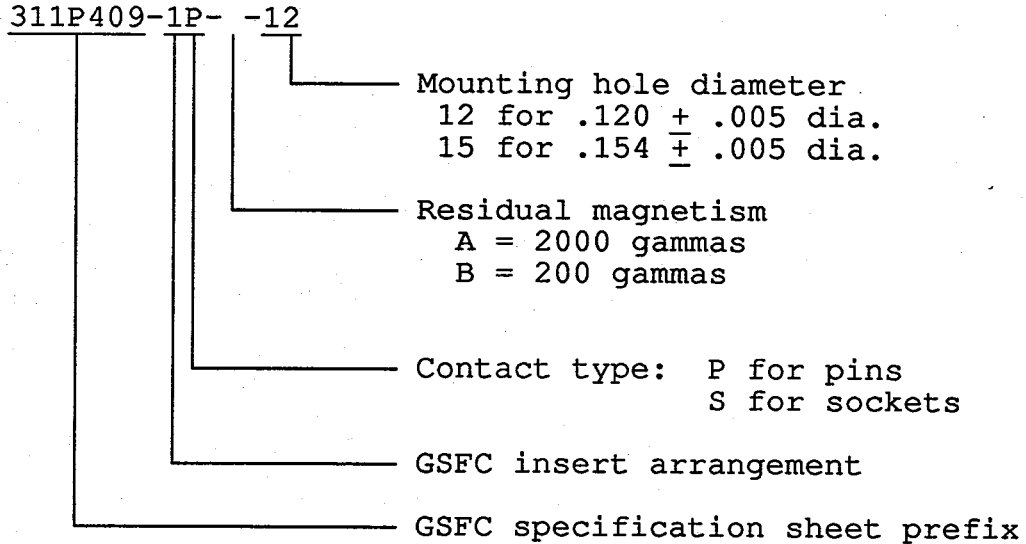 311P409-1P- -12
Mounting hole diameter
12 for .120 ± .005 dia.
15 for .154 ± .005 dia.
Residual magnetism
A = 2000 gammas
B = 200 gammas
Contact type: P for pins
S for sockets
GSFC insert arrangement
GSFC specification sheet prefix